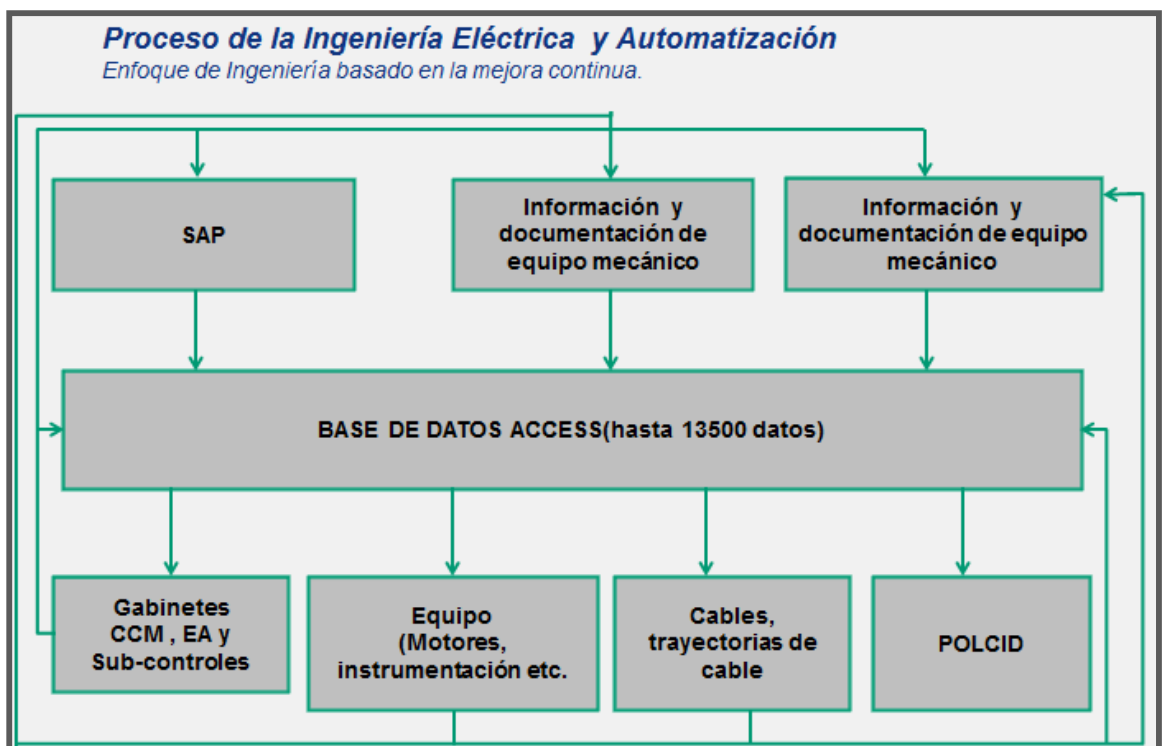 Proceso de la Ingeniería Eléctrica y Automatización
Enfoque de Ingeniería basado en la mejora continua.
SAP
Información y
documentación de
equipo mecánico
Información y
documentación de equipo
mecánico
BASE DE DATOS ACCESS(hasta 13500 datos)
Gabinetes
CCM , EA y
Sub-controles
Equipo
(Motores,
instrumentación etc.
Cables,
trayectorias de
cable
POLCID